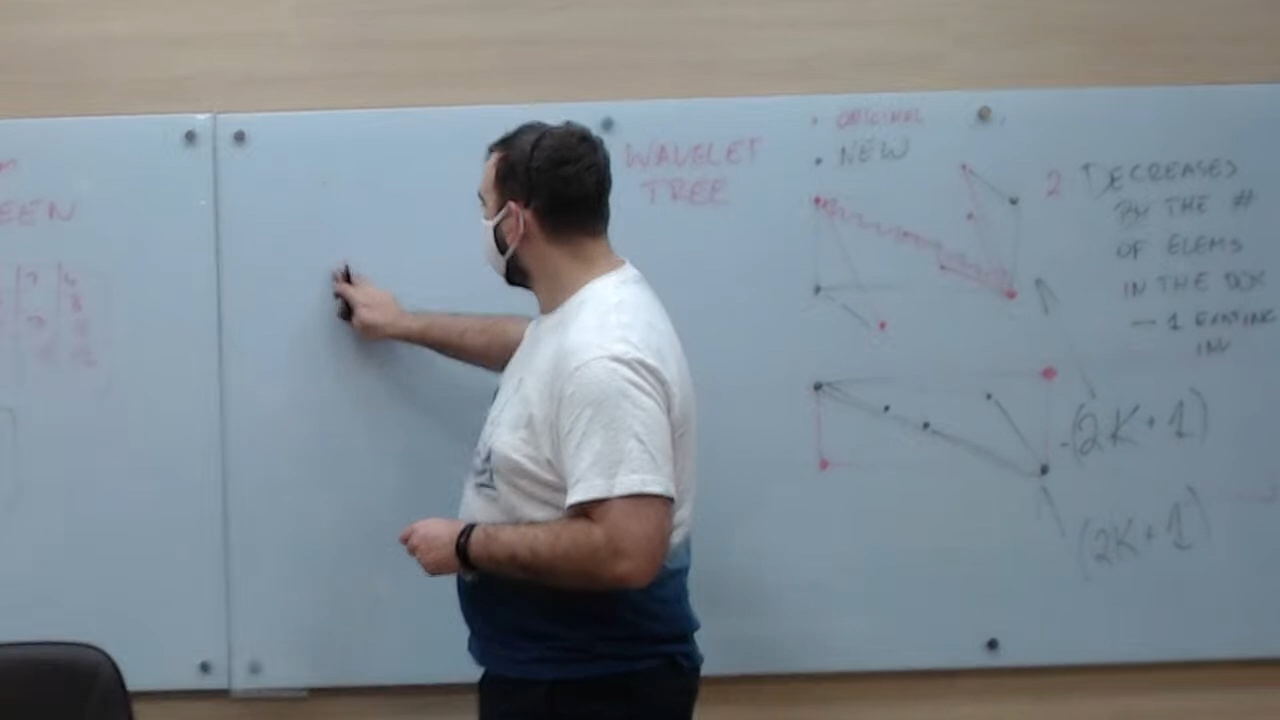 EEN
WAVELET
TREE
ORIGINAL
NEW
2 DECREASES
BY THE #
OF ELEMS
IN THE BOX
- 1 EXISTING
INV
-(2K+1)
(2K+1)